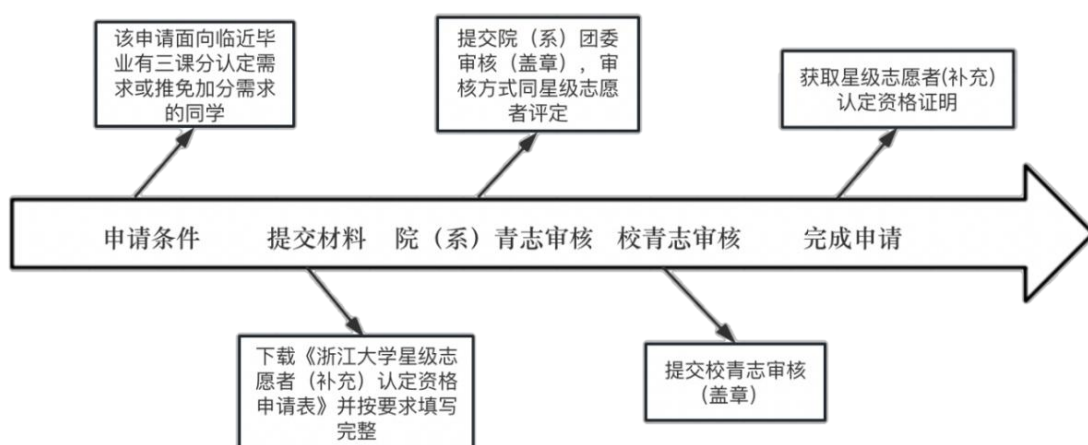 该申请面向临近毕
业有三课分认定需
求或推免加分需求
的同学
提交院（系）团委
审核（盖章），审
核方式同星级志愿
者评定
获取星级志愿者(补充)
认定资格证明
申请条件 提交材料 院（系）青志审核 校青志审核 完成申请
下载《浙江大学星级志
愿者（补充）认定资格
申请表》并按要求填写
完整
提交校青志审核
（盖章）